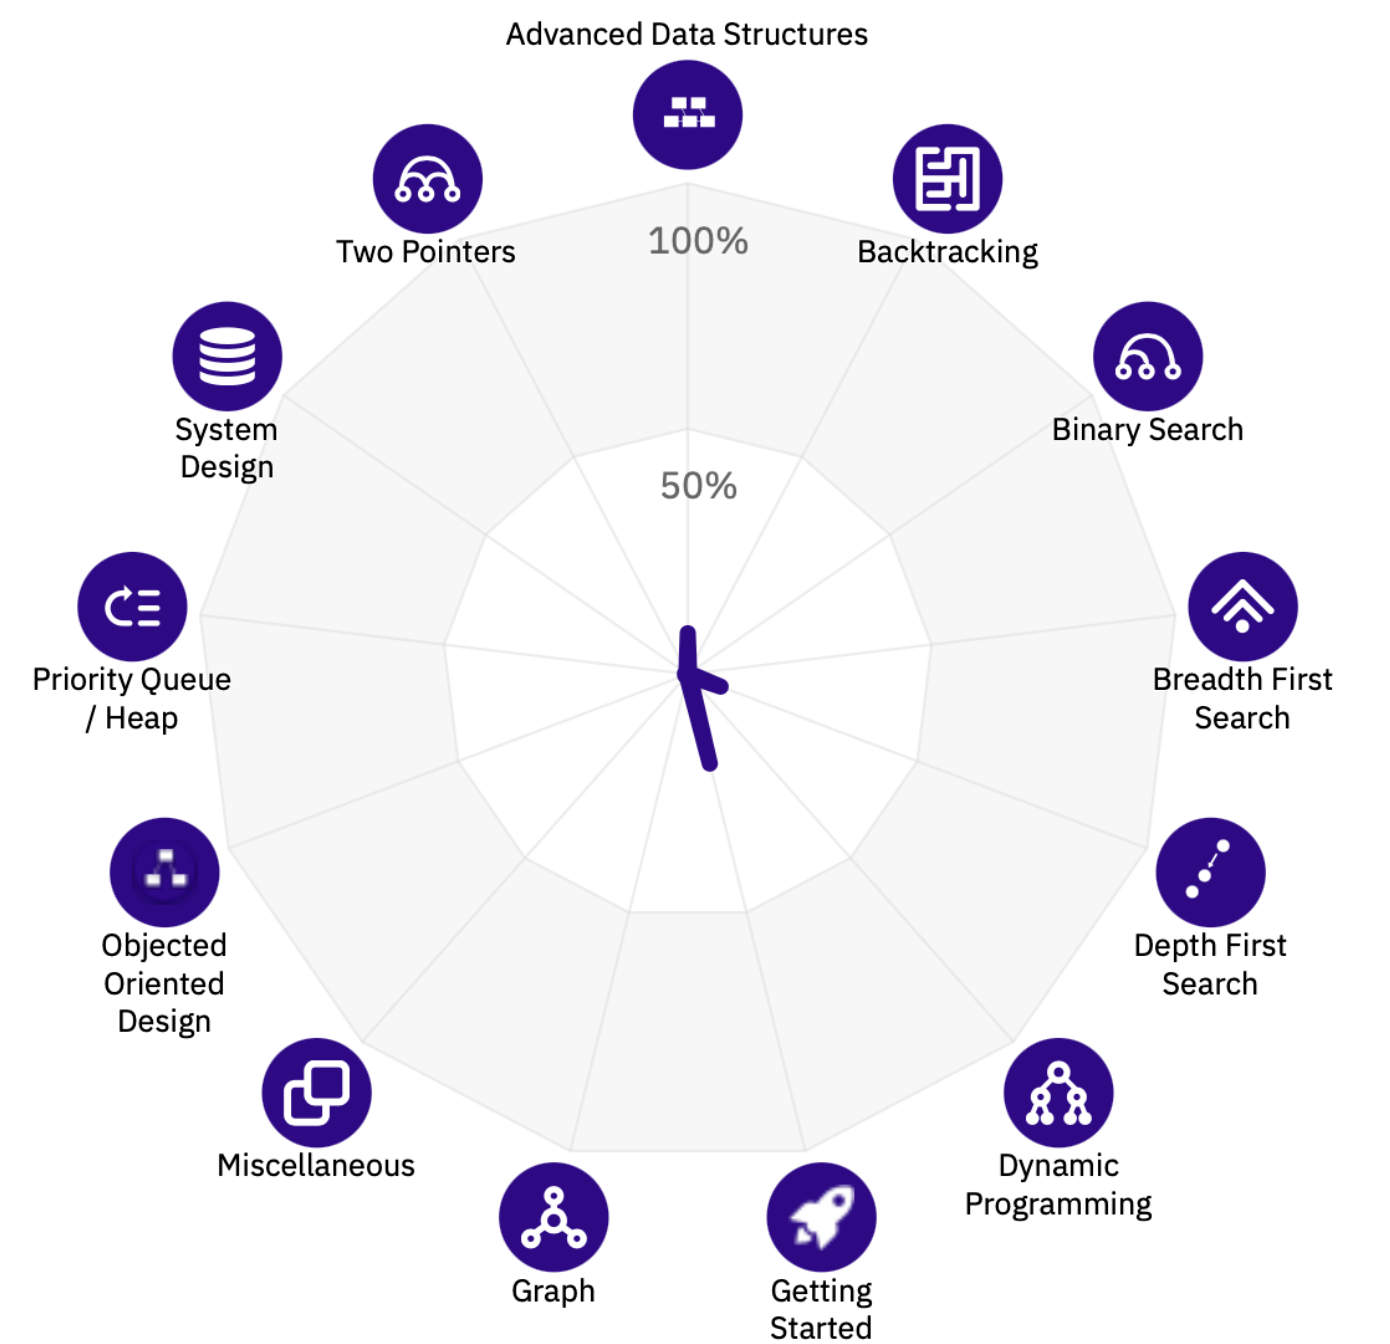 Advanced Data Structures
100%
Two Pointers
Backtracking
System
Design
Binary Search
50%
Priority Queue
/ Heap
Breadth First
Search
Objected
Oriented
Design
Depth First
Search
Miscellaneous
Dynamic
Programming
Graph
Getting
Started